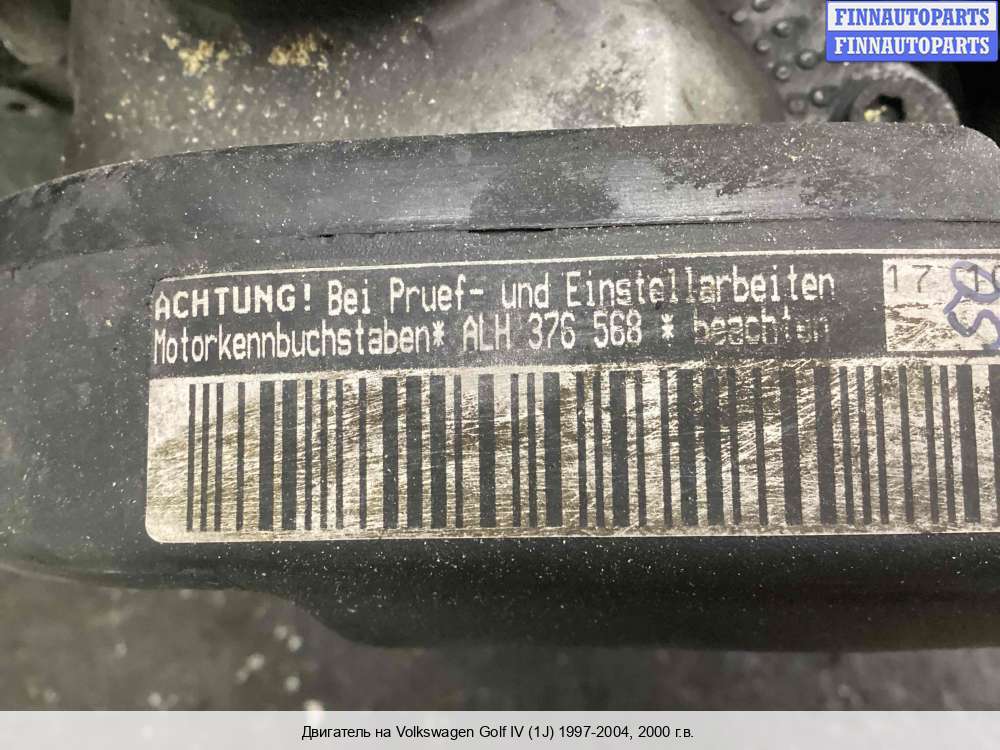 FINNAUTOPARTS
FINNAUTOPARTS
ACHTUNG! Bei Pruef- und Einstellarbeiten
Motorkennbuchstaben* ALH 376 568 * beachten
17
Двигатель на Volkswagen Golf IV (1J) 1997-2004, 2000 г.в.